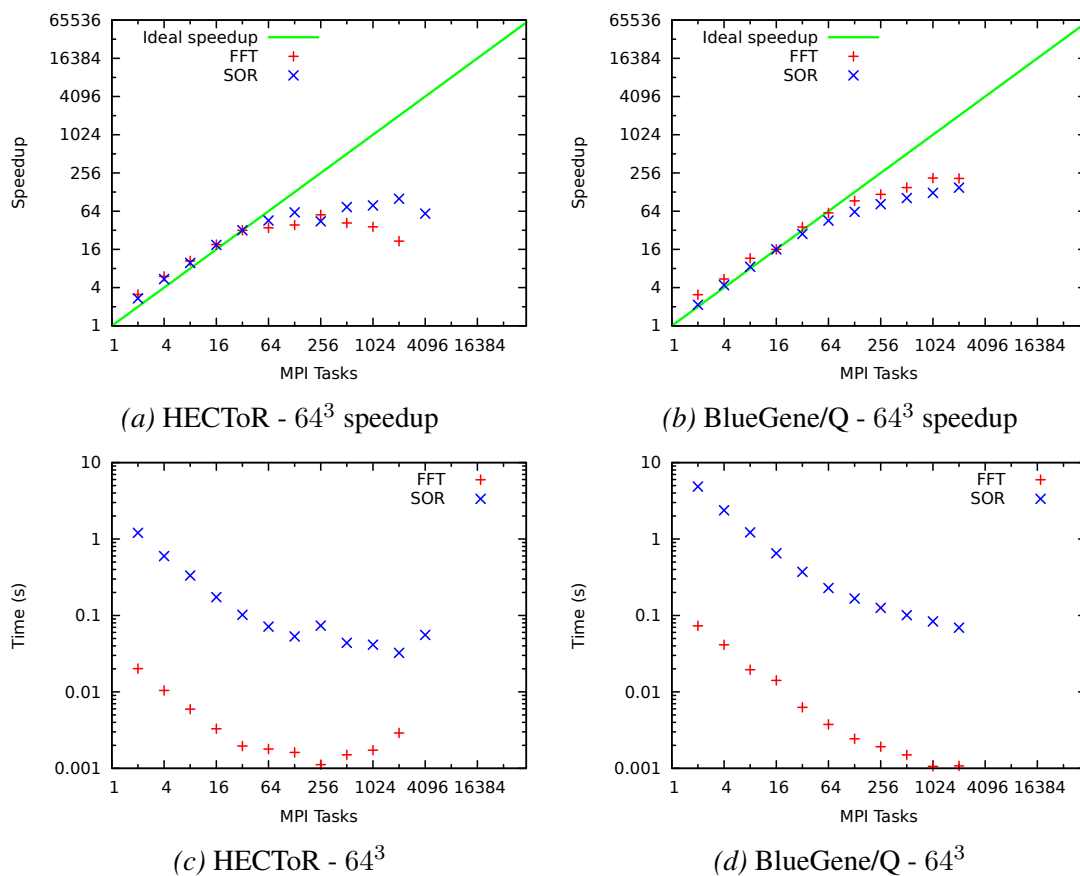 65536
16384
4096
1024
256
64
16
4
1
Speedup
Ideal speedup
FFT
SOR
1 4 16 64 256 1024 4096 16384
MPI Tasks
(a) HECToR - 64³ speedup
65536
16384
4096
1024
256
64
16
4
1
Speedup
Ideal speedup
FFT
SOR
1 4 16 64 256 1024 4096 16384
MPI Tasks
(b) BlueGene/Q - 64³ speedup
10
1
0.1
0.01
0.001
Time (s)
FFT
SOR
1 4 16 64 256 1024 4096 16384
MPI Tasks
(c) HECToR - 64³
10
1
0.1
0.01
0.001
Time (s)
FFT
SOR
1 4 16 64 256 1024 4096 16384
MPI Tasks
(d) BlueGene/Q - 64³